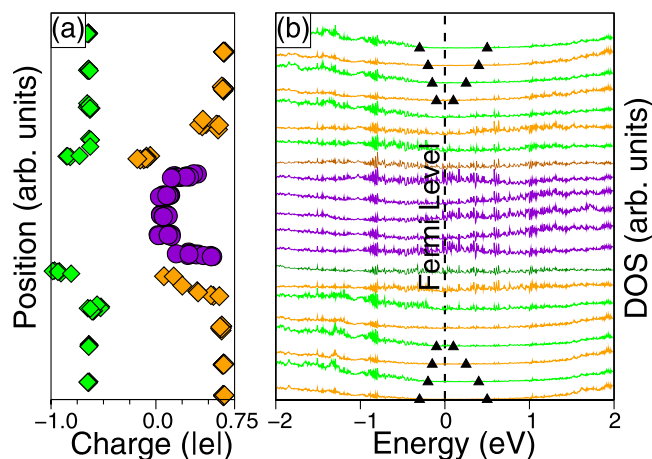 (a)
(b)
Position (arb. units)
Fermi Level
DOS (arb. units)
−1.0
0.0
0.75
−2
−1
0
1
2
Charge (|e|)
Energy (eV)